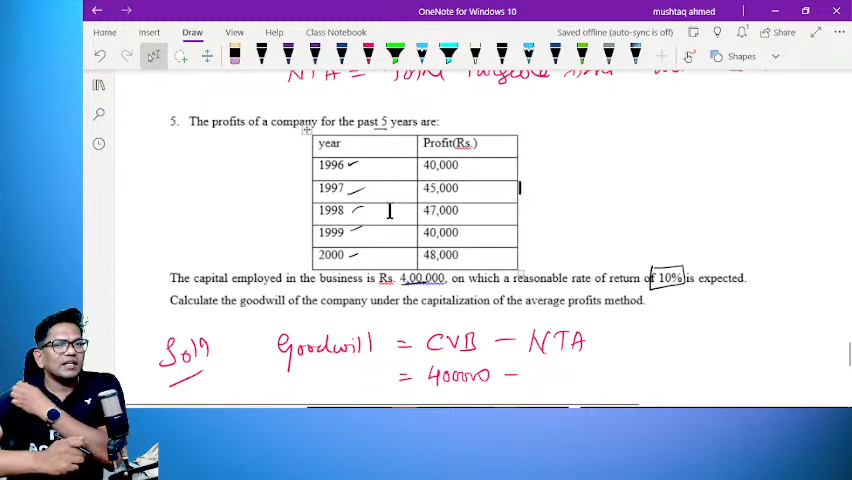 OneNote for Windows 10
mushtaq ahmed
Home Insert Draw View Help Class Notebook Saved offline (auto-sync is off) Share
Shapes
NTA = Total Tangeable
5. The profits of a company for the past 5 years are:
year Profit(Rs.)
1996 40,000
1997 45,000
1998 47,000
1999 40,000
2000 48,000
The capital employed in the business is Rs. 4,00,000, on which a reasonable rate of return of 10% is expected.
Calculate the goodwill of the company under the capitalization of the average profits method.
Soln Goodwill = CVB - NTA
= 400000 -